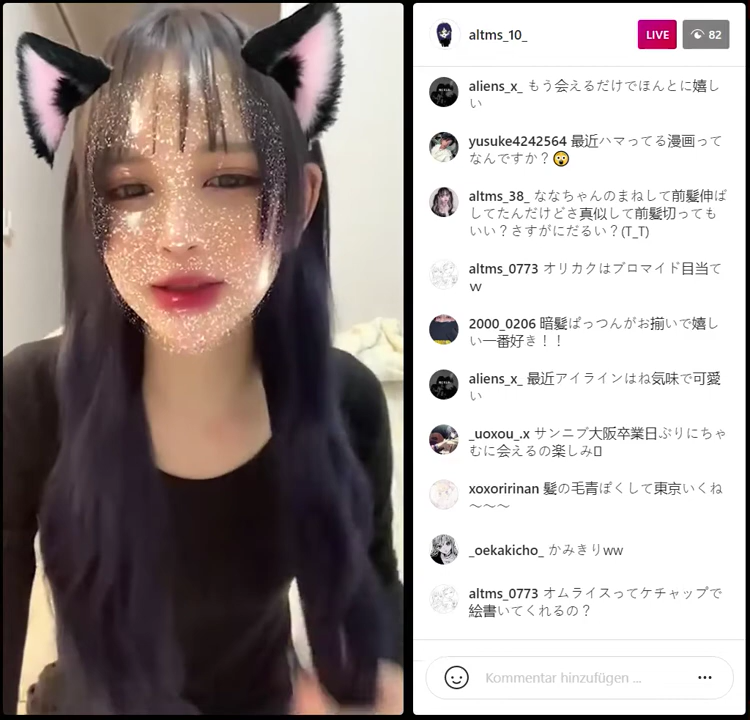 altms_10_
LIVE
82
aliens_x_ もう会えるだけでほんとに嬉し
い
yusuke4242564 最近ハマってる漫画って
なんですか？😲
altms_38_ ななちゃんのまねして前髪伸ば
してたんだけどさ真似して前髪切っても
いい？さすがにだるい？(T_T)
altms_0773 オリカクはブロマイド目当て
w
2000_0206 暗髪ぱっつんがお揃いで嬉し
い一番好き！！
aliens_x_ 最近アイラインはね気味で可愛
い
_uoxou_.x サンニブ大阪卒業日ぶりにちゃ
むに会えるの楽しみ▯
xoxoririnan 髪の毛青ぽくして東京いくね
～～～
_oekakicho_ かみきりww
altms_0773 オムライスってケチャップで
絵書いてくれるの？
Kommentar hinzufügen ...